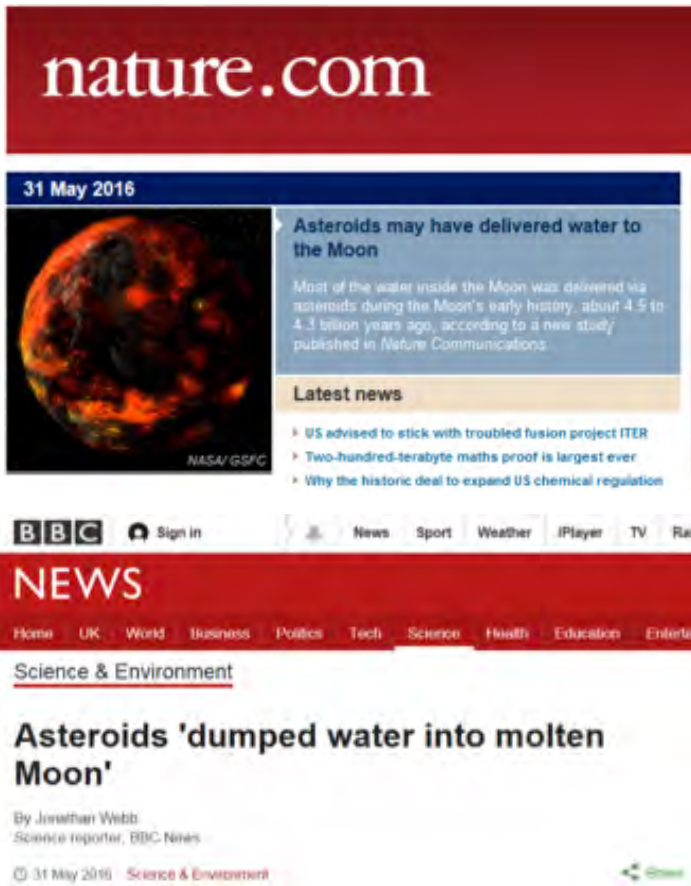 nature.com
31 May 2016
Asteroids may have delivered water to
the Moon
Most of the water inside the Moon was delivered via
asteroids during the Moon's early history, about 4.5 to
4.3 billion years ago, according to a new study
published in Nature Communications.
NASA/GSFC
Latest news
US advised to stick with troubled fusion project ITER
Two-hundred-terabyte maths proof is largest ever
Why the historic deal to expand US chemical regulation
BBC Sign in News Sport Weather iPlayer TV Ra
NEWS
Home UK World Business Politics Tech Science Health Education Enterta
Science & Environment
Asteroids 'dumped water into molten
Moon'
By Jonathan Webb
Science reporter, BBC News
31 May 2016 Science & Environment Share